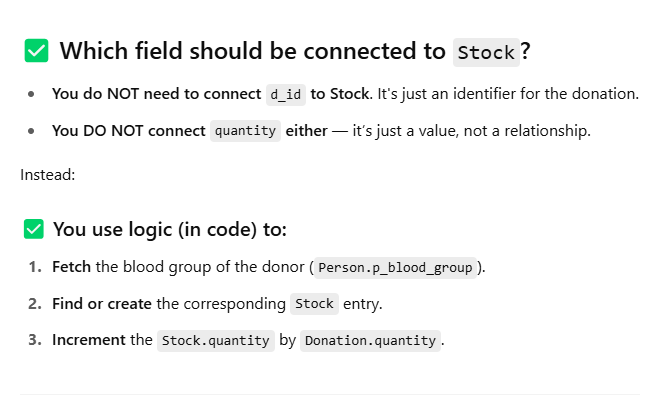 ✅ Which field should be connected to Stock?
• You do NOT need to connect d_id to Stock. It's just an identifier for the donation.
• You DO NOT connect quantity either — it's just a value, not a relationship.
Instead:
✅ You use logic (in code) to:
1. Fetch the blood group of the donor (Person.p_blood_group).
2. Find or create the corresponding Stock entry.
3. Increment the Stock.quantity by Donation.quantity.